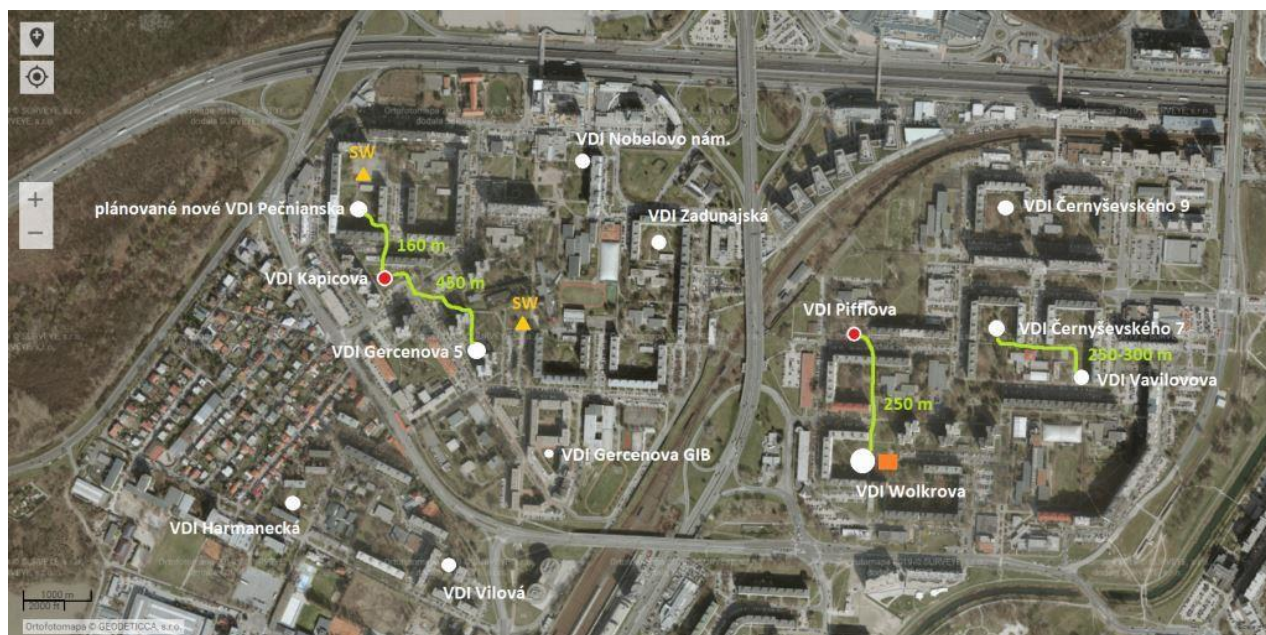 VDI Nobelovo nám.
SW
plánované nové VDI Pečnianska
VDI Černyševského 9
VDI Zadunajská
160 m
VDI Kapicova
450 m
SW
VDI Pifflova
VDI Černyševského 7
VDI Gercenova 5
250-300 m
VDI Vavilovova
250 m
VDI Gercenova GIB
VDI Wolkrova
VDI Harmanecká
VDI Vilová
1000 m
2000 ft
Ortofotomapa © GEODETICCA, s.r.o.